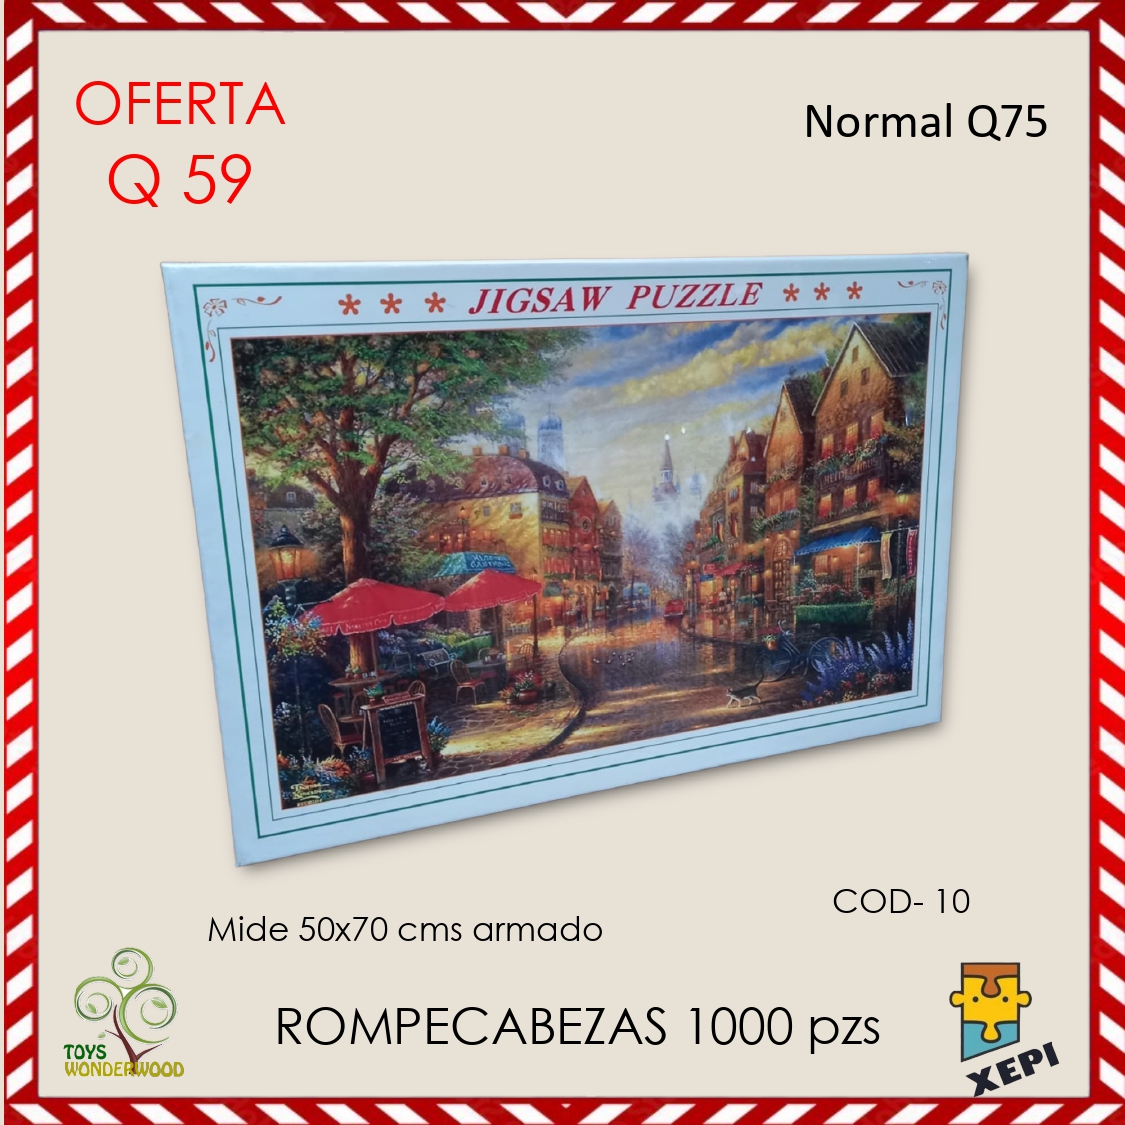 OFERTA
Q 59
Normal Q75
* * * JIGSAW PUZZLE * * *
COD- 10
Mide 50x70 cms armado
ROMPECABEZAS 1000 pzs
TOYS
WONDERWOOD
XEPI